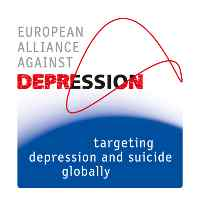 EUROPEAN
ALLIANCE
AGAINST
DEPRESSION
targeting
depression and suicide
globally